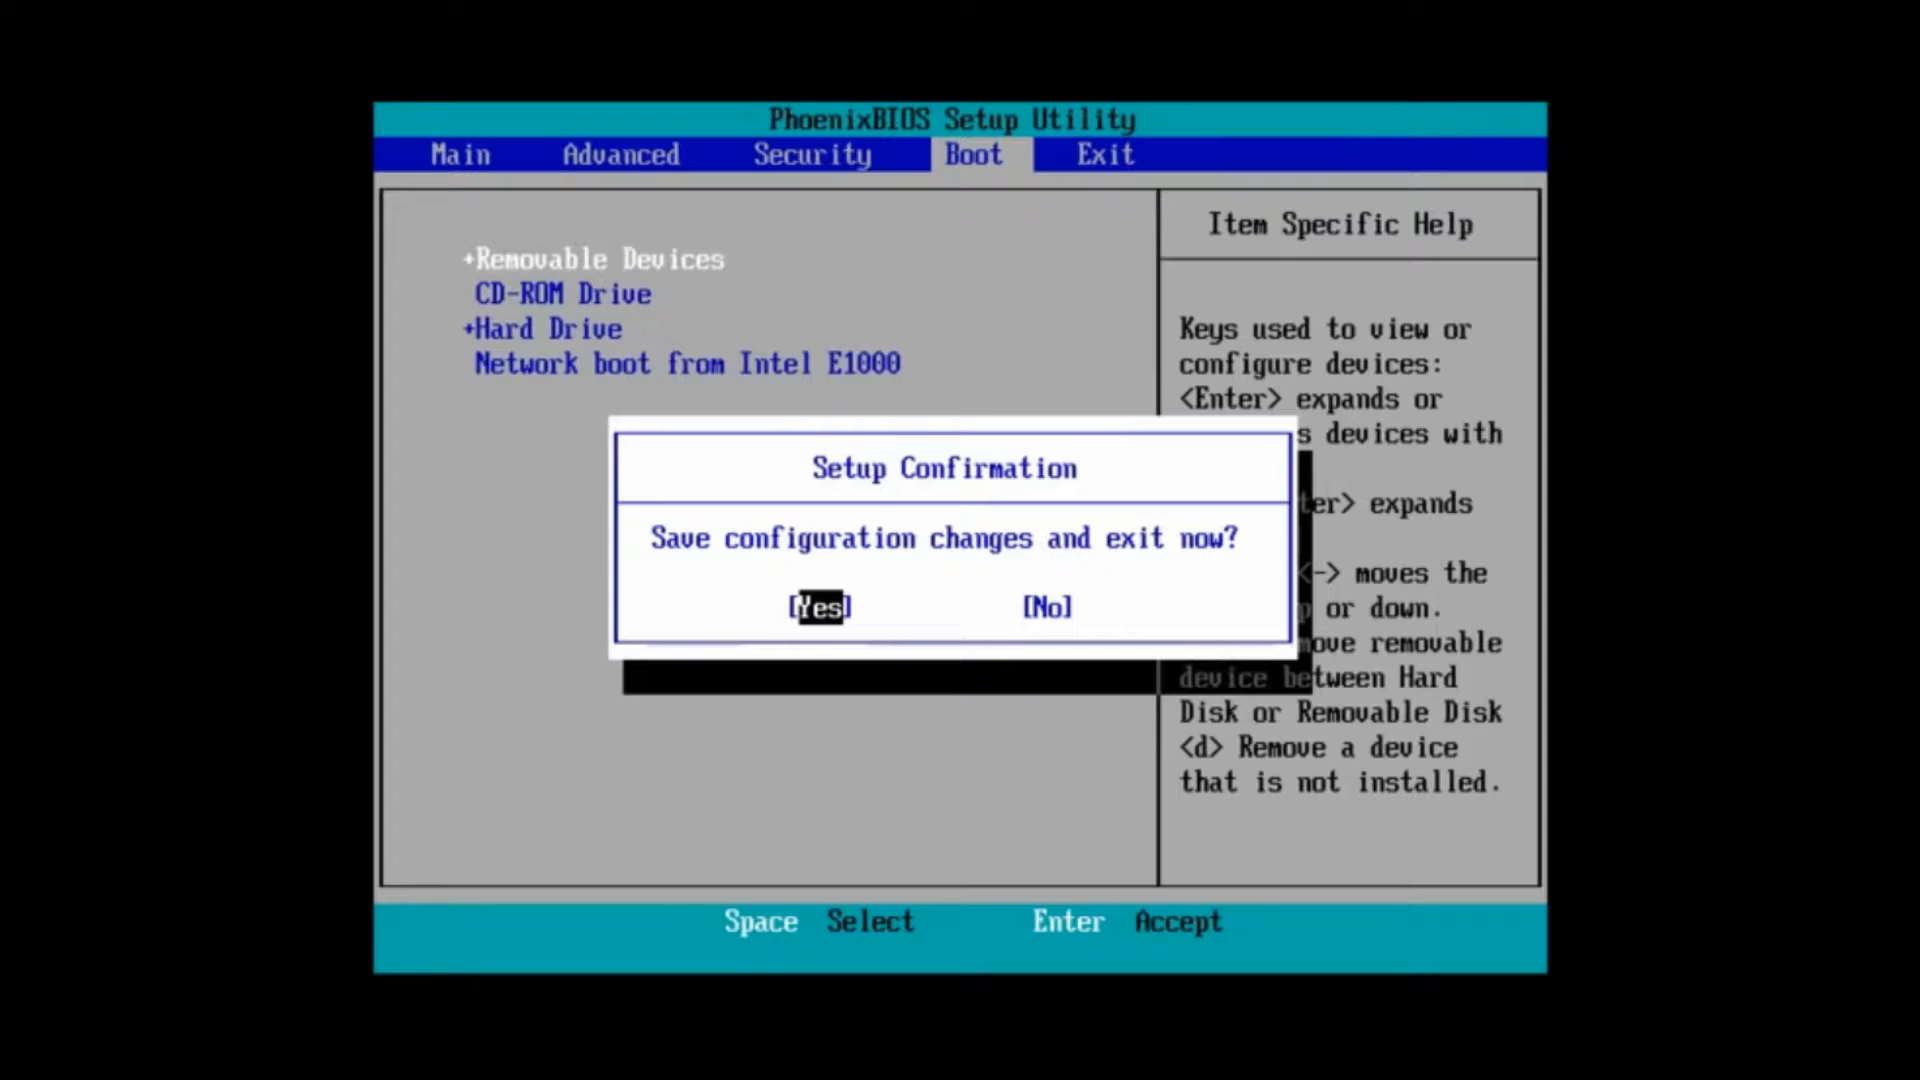 PhoenixBIOS Setup Utility
Main Advanced Security Boot Exit
+Removable Devices
CD-ROM Drive
+Hard Drive
Network boot from Intel E1000
Setup Confirmation
Save configuration changes and exit now?
[Yes] [No]
Item Specific Help
Keys used to view or
configure devices:
<Enter> expands or
devices with
expands
<-> moves the
or down.
removable
device between Hard
Disk or Removable Disk
<d> Remove a device
that is not installed.
Space Select Enter Accept